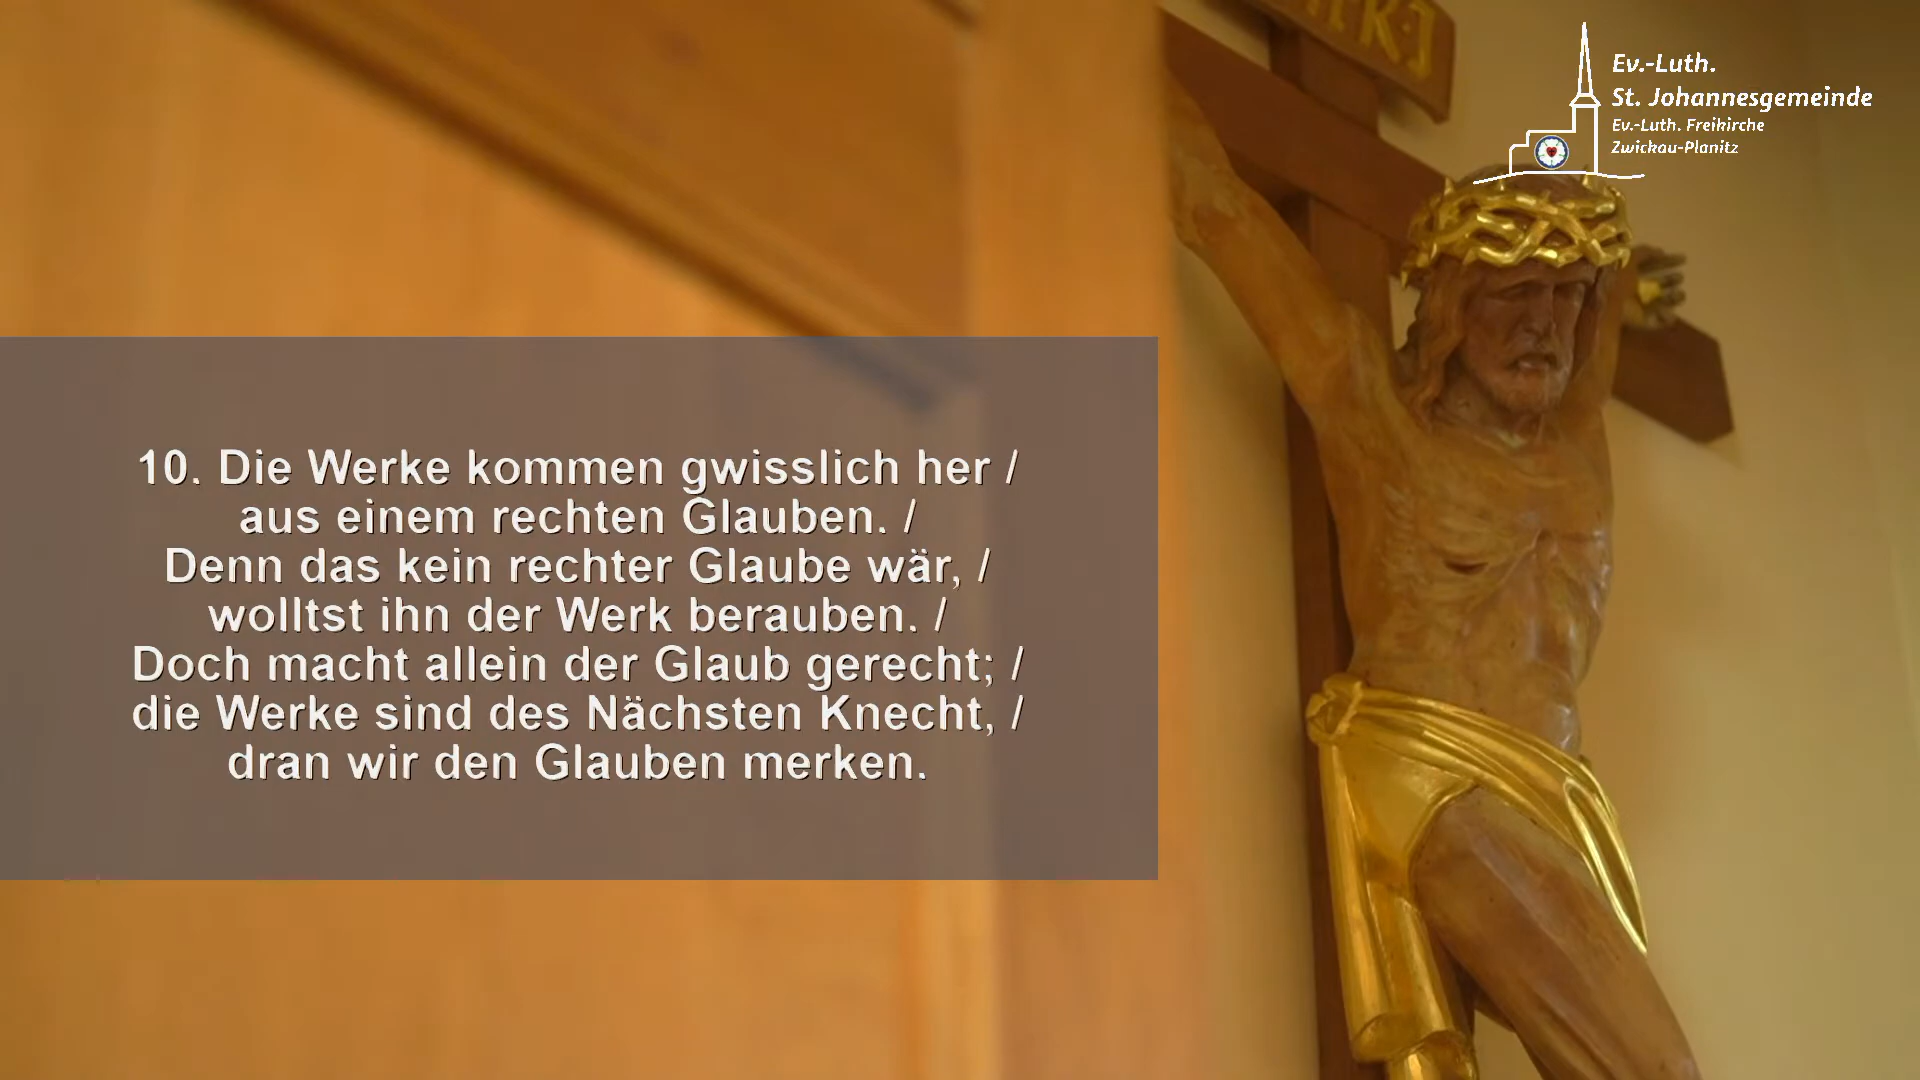 Ev.-Luth.
St. Johannesgemeinde
Ev.-Luth. Freikirche
Zwickau-Planitz
10. Die Werke kommen gwisslich her /
aus einem rechten Glauben. /
Denn das kein rechter Glaube wär, /
wolltst ihn der Werk berauben. /
Doch macht allein der Glaub gerecht; /
die Werke sind des Nächsten Knecht, /
dran wir den Glauben merken.